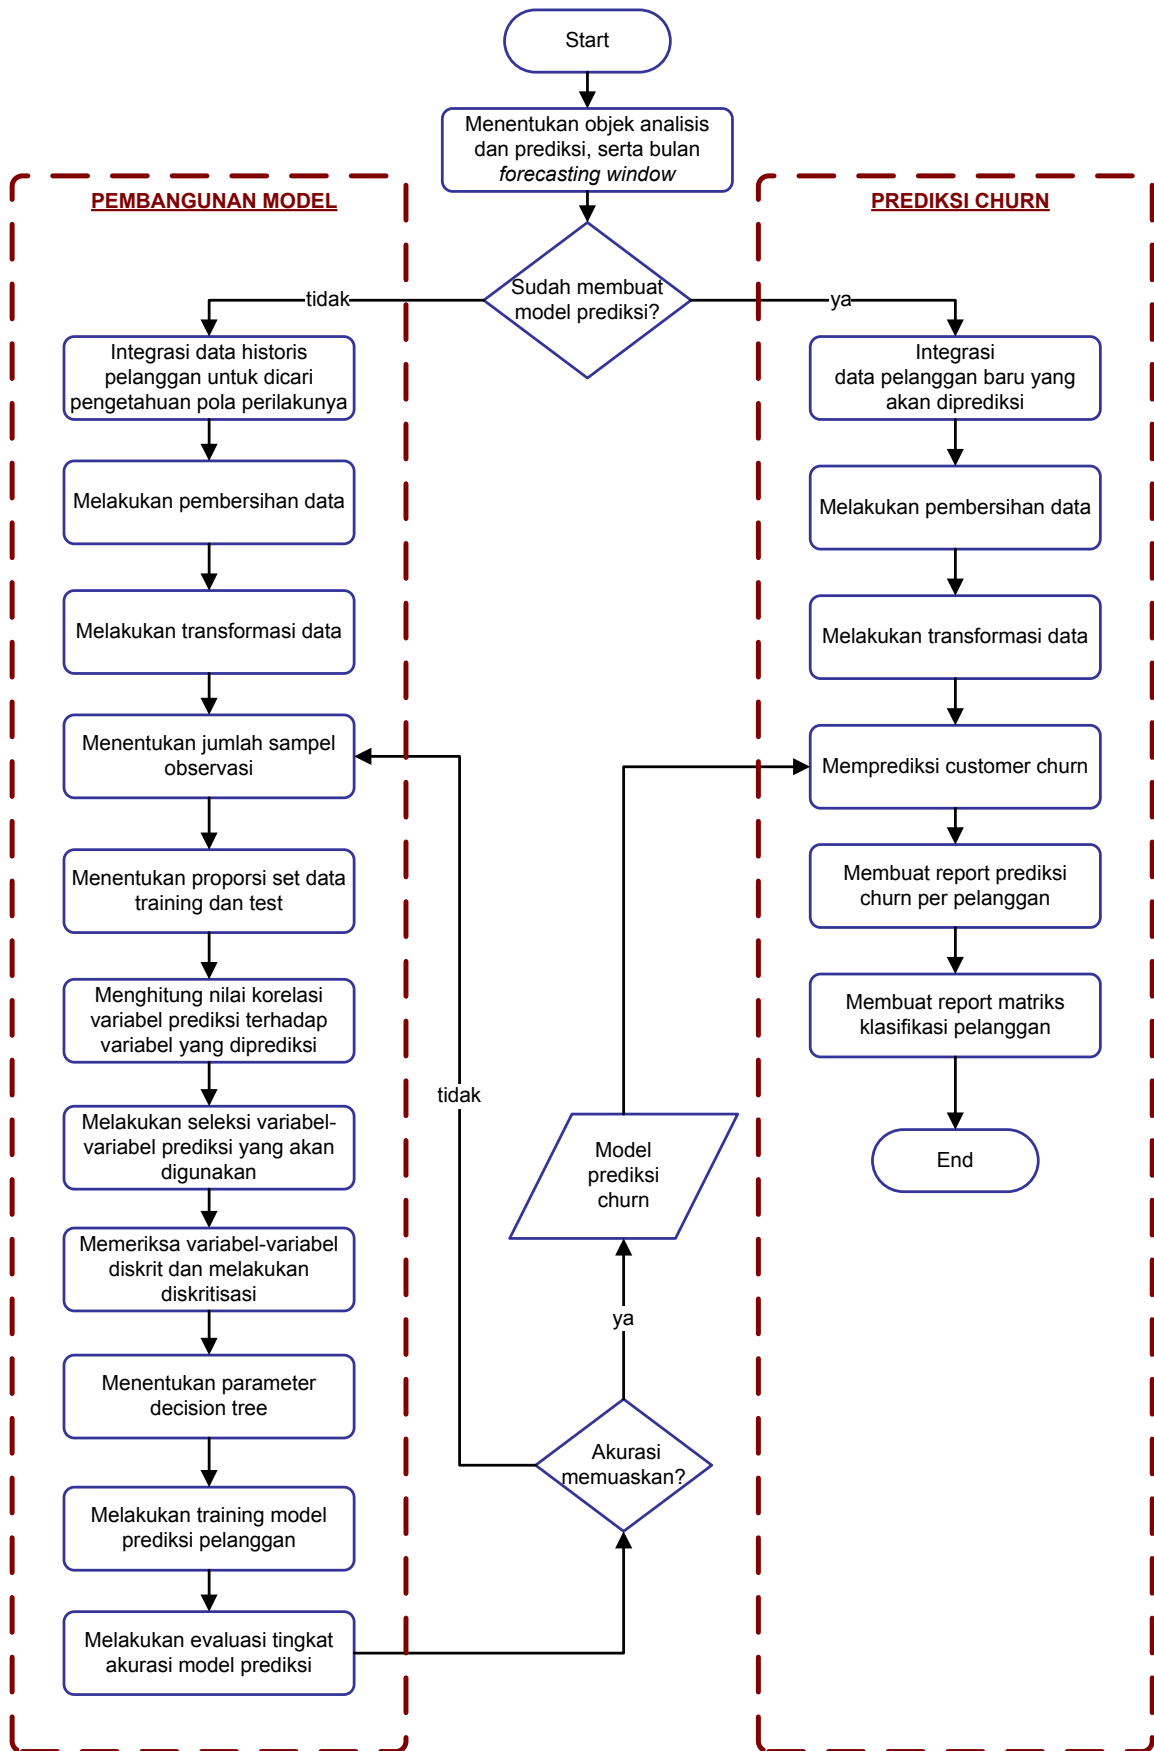 Start
Menentukan objek analisis
dan prediksi, serta bulan
forecasting window
PEMBANGUNAN MODEL
PREDIKSI CHURN
Sudah membuat
model prediksi?
tidak
ya
Integrasi data historis
pelanggan untuk dicari
pengetahuan pola perilakunya
Melakukan pembersihan data
Melakukan transformasi data
Menentukan jumlah sampel
observasi
Menentukan proporsi set data
training dan test
Menghitung nilai korelasi
variabel prediksi terhadap
variabel yang diprediksi
Melakukan seleksi variabel-
variabel prediksi yang akan
digunakan
Memeriksa variabel-variabel
diskrit dan melakukan
diskritisasi
Menentukan parameter
decision tree
Melakukan training model
prediksi pelanggan
Melakukan evaluasi tingkat
akurasi model prediksi
Akurasi
memuaskan?
tidak
ya
Model
prediksi
churn
Integrasi
data pelanggan baru yang
akan diprediksi
Melakukan pembersihan data
Melakukan transformasi data
Memprediksi customer churn
Membuat report prediksi
churn per pelanggan
Membuat report matriks
klasifikasi pelanggan
End